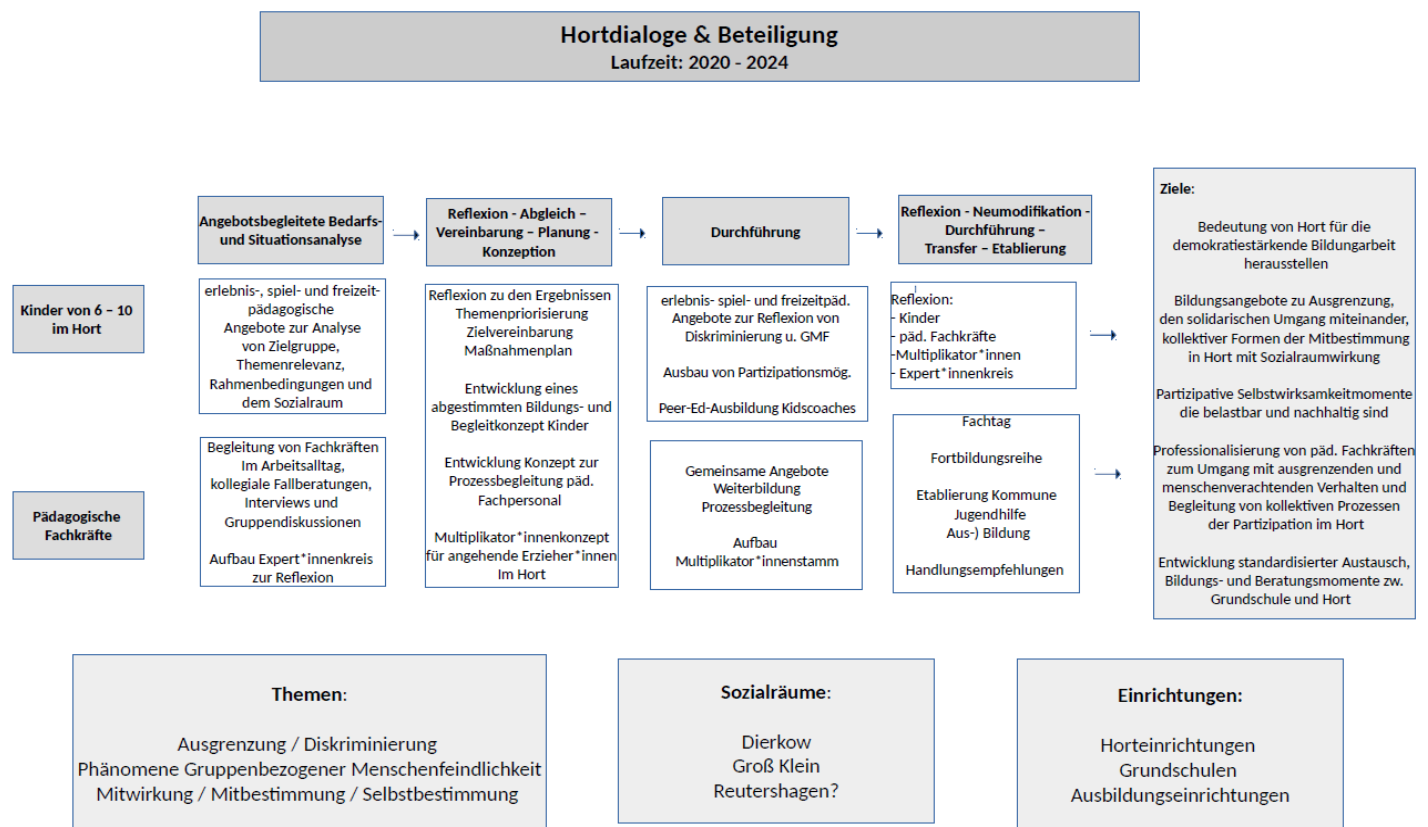 Hortdialoge & Beteiligung
Laufzeit: 2020 - 2024
Angebotsbegleitete Bedarfs-
und Situationsanalyse
Reflexion - Abgleich –
Vereinbarung – Planung -
Konzeption
Durchführung
Reflexion - Neumodifikation -
Durchführung –
Transfer – Etablierung
Kinder von 6 – 10
im Hort
erlebnis-, spiel- und freizeit-
pädagogische
Angebote zur Analyse
von Zielgruppe,
Themenrelevanz,
Rahmenbedingungen und
dem Sozialraum
Reflexion zu den Ergebnissen
Themenpriorisierung
Zielvereinbarung
Maßnahmenplan
Entwicklung eines
abgestimmten Bildungs- und
Begleitkonzept Kinder
Entwicklung Konzept zur
Prozessbegleitung päd.
Fachpersonal
Multiplikator*innenkonzept
für angehende Erzieher*innen
Im Hort
erlebnis- spiel- und freizeitpäd.
Angebote zur Reflexion von
Diskriminierung u. GMF
Ausbau von Partizipationsmög.
Peer-Ed-Ausbildung Kidscoaches
Reflexion:
- Kinder
- päd. Fachkräfte
-Multiplikator*innen
- Expert*innenkreis
Pädagogische
Fachkräfte
Begleitung von Fachkräften
Im Arbeitsalltag,
kollegiale Fallberatungen,
Interviews und
Gruppendiskussionen
Aufbau Expert*innenkreis
zur Reflexion
Gemeinsame Angebote
Weiterbildung
Prozessbegleitung
Aufbau
Multiplikator*innenstamm
Fachtag
Fortbildungsreihe
Etablierung Kommune
Jugendhilfe
Aus-) Bildung
Handlungsempfehlungen
Ziele:
Bedeutung von Hort für die
demokratiestärkende Bildungarbeit
herausstellen
Bildungsangebote zu Ausgrenzung,
den solidarischen Umgang miteinander,
kollektiver Formen der Mitbestimmung
in Hort mit Sozialraumwirkung
Partizipative Selbstwirksamkeitmomente
die belastbar und nachhaltig sind
Professionalisierung von päd. Fachkräften
zum Umgang mit ausgrenzenden und
menschenverachtenden Verhalten und
Begleitung von kollektiven Prozessen
der Partizipation im Hort
Entwicklung standardisierter Austausch,
Bildungs- und Beratungsmomente zw.
Grundschule und Hort
Themen:
Ausgrenzung / Diskriminierung
Phänomene Gruppenbezogener Menschenfeindlichkeit
Mitwirkung / Mitbestimmung / Selbstbestimmung
Sozialräume:
Dierkow
Groß Klein
Reutershagen?
Einrichtungen:
Horteinrichtungen
Grundschulen
Ausbildungseinrichtungen